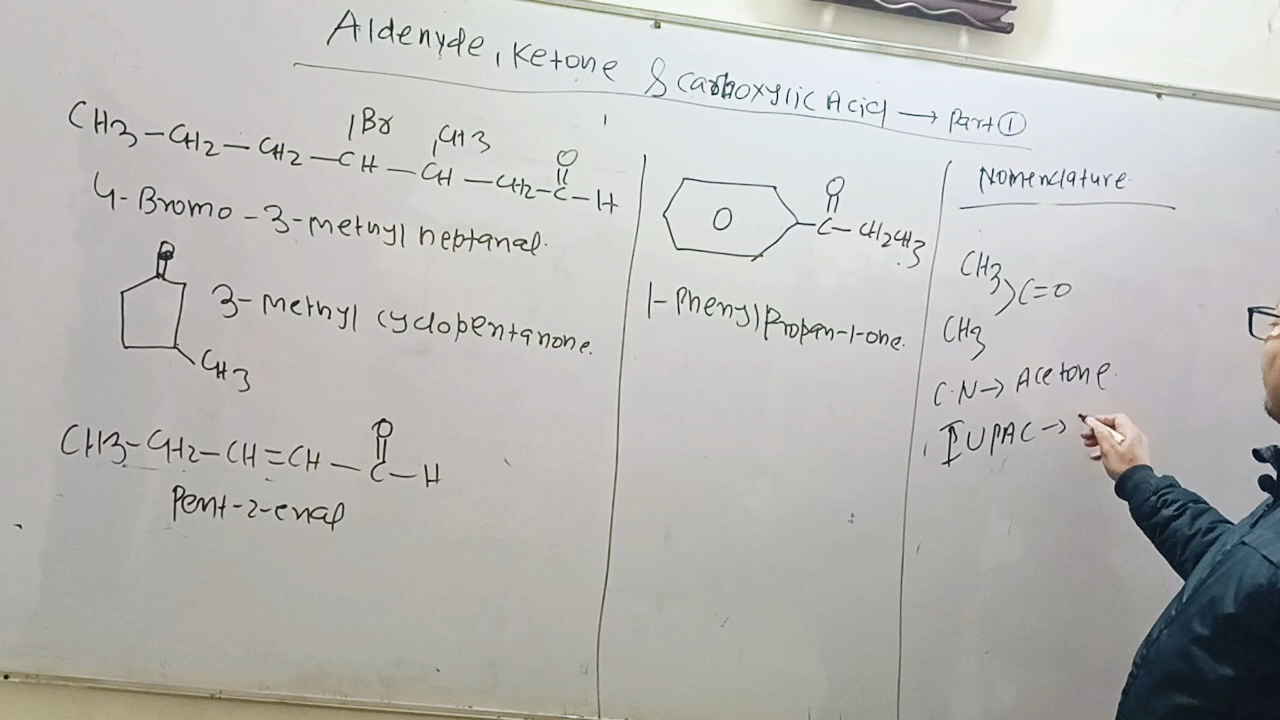 Aldehyde, Ketone & Carboxylic Acid → Part ①
Br CH3 O
CH3-CH2-CH2-CH-CH-CH2-C-H
4-Bromo-3-methyl heptanal.
O
3-Methyl cyclopentanone.
CH3
O
CH3-CH2-CH=CH-C-H
Pent-2-enal
O
C-CH2CH3
1-Phenyl Propan-1-one.
Nomenclature
CH3
C=O
CH3
C.N → Acetone.
IUPAC →